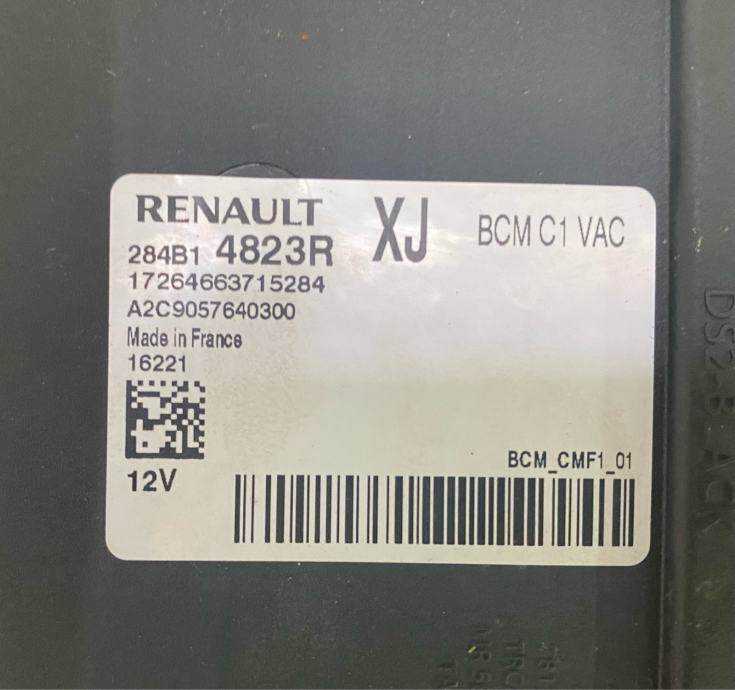 RENAULT XJ BCM C1 VAC
284B1 4823R
17264663715284
A2C9057640300
Made in France
16221
12V
BCM_CMF1_01